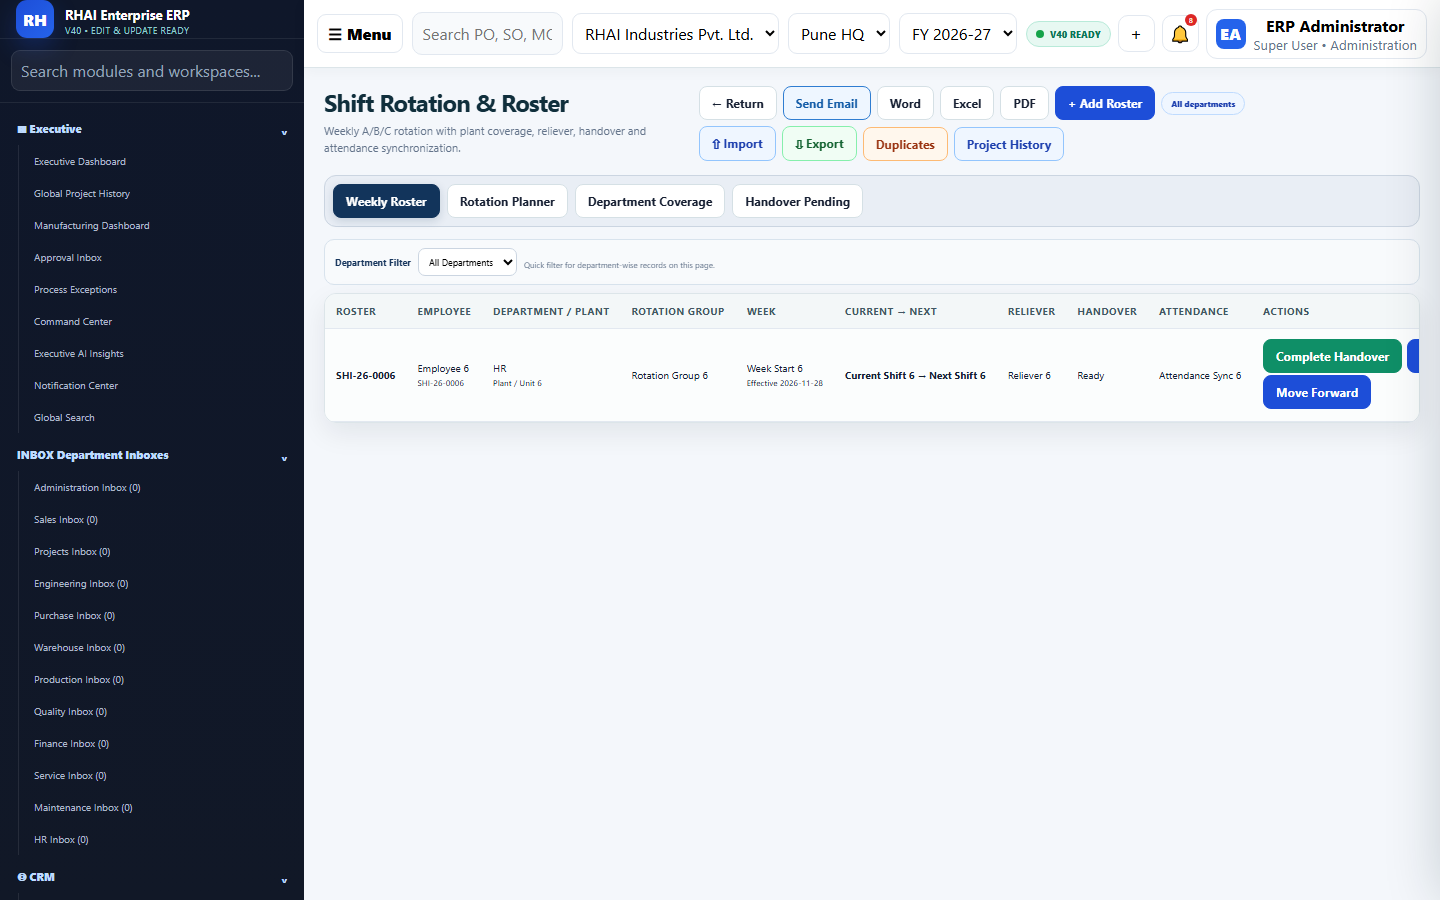 RH
RHAI Enterprise ERP
V40 • EDIT & UPDATE READY
Search modules and workspaces...
Executive
v
Executive Dashboard
Global Project History
Manufacturing Dashboard
Approval Inbox
Process Exceptions
Command Center
Executive AI Insights
Notification Center
Global Search
INBOX Department Inboxes
v
Administration Inbox (0)
Sales Inbox (0)
Projects Inbox (0)
Engineering Inbox (0)
Purchase Inbox (0)
Warehouse Inbox (0)
Production Inbox (0)
Quality Inbox (0)
Finance Inbox (0)
Service Inbox (0)
Maintenance Inbox (0)
HR Inbox (0)
CRM
v
☰ Menu
Search PO, SO, MO
RHAI Industries Pvt. Ltd.
Pune HQ
FY 2026-27
V40 READY
+
8
EA
ERP Administrator
Super User • Administration
Shift Rotation & Roster
Weekly A/B/C rotation with plant coverage, reliever, handover and
attendance synchronization.
← Return
Send Email
Word
Excel
PDF
+ Add Roster
All departments
⇧ Import
⇩ Export
Duplicates
Project History
Weekly Roster
Rotation Planner
Department Coverage
Handover Pending
Department Filter
All Departments
Quick filter for department-wise records on this page.
ROSTER EMPLOYEE DEPARTMENT / PLANT ROTATION GROUP WEEK CURRENT → NEXT RELIEVER HANDOVER ATTENDANCE ACTIONS
SHI-26-0006
Employee 6
SHI-26-0006
HR
Plant / Unit 6
Rotation Group 6
Week Start 6
Effective 2026-11-28
Current Shift 6 → Next Shift 6
Reliever 6
Ready
Attendance Sync 6
Complete Handover
Move Forward